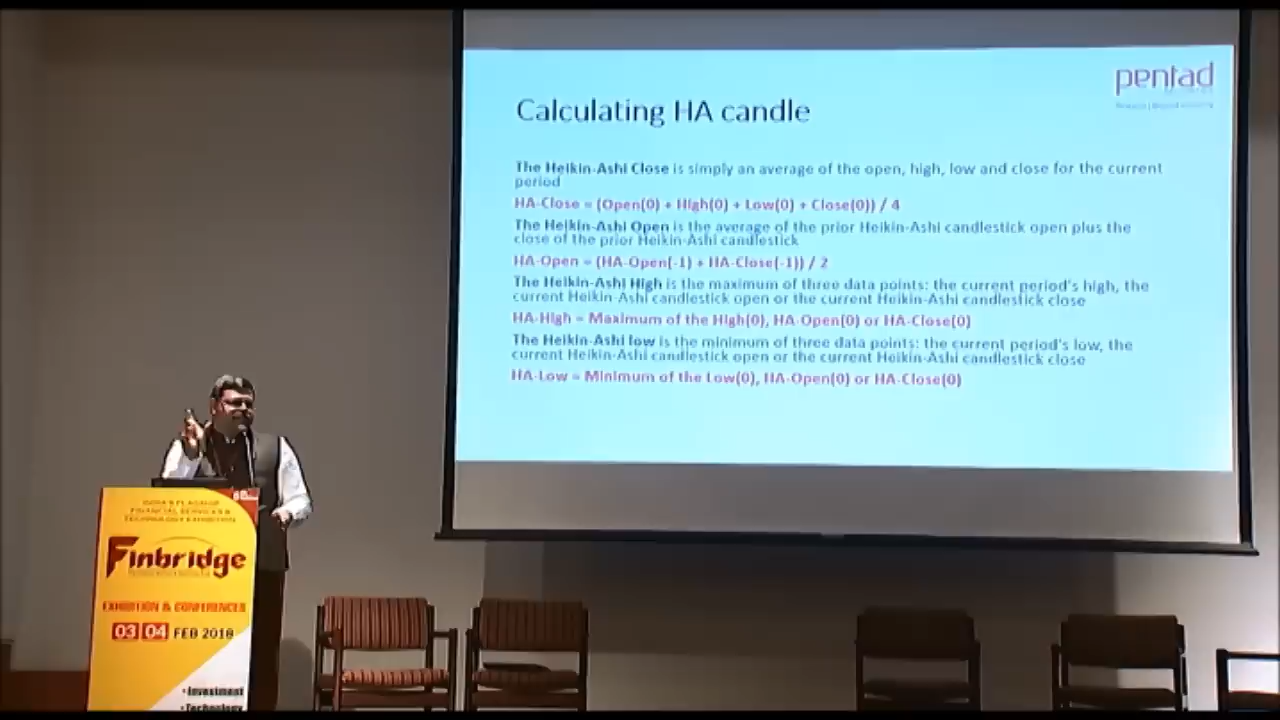 pentad
Calculating HA candle
The Heikin-Ashi Close is simply an average of the open, high, low and close for the current
period
HA-Close = (Open(0) + High(0) + Low(0) + Close(0)) / 4
The Heikin-Ashi Open is the average of the prior Heikin-Ashi candlestick open plus the
close of the prior Heikin-Ashi candlestick
HA-Open = (HA-Open(-1) + HA-Close(-1)) / 2
The Heikin-Ashi High is the maximum of three data points: the current period's high, the
current Heikin-Ashi candlestick open or the current Heikin-Ashi candlestick close
HA-High = Maximum of the High(0), HA-Open(0) or HA-Close(0)
The Heikin-Ashi low is the minimum of three data points: the current period's low, the
current Heikin-Ashi candlestick open or the current Heikin-Ashi candlestick close
HA-Low = Minimum of the Low(0), HA-Open(0) or HA-Close(0)
INDIA'S FLAGSHIP
FINANCIAL SERVICES &
TECHNOLOGY EXHIBITION
Finbridge
EXHIBITION & CONFERENCES
03 04 FEB 2018
• Investment
• Technology